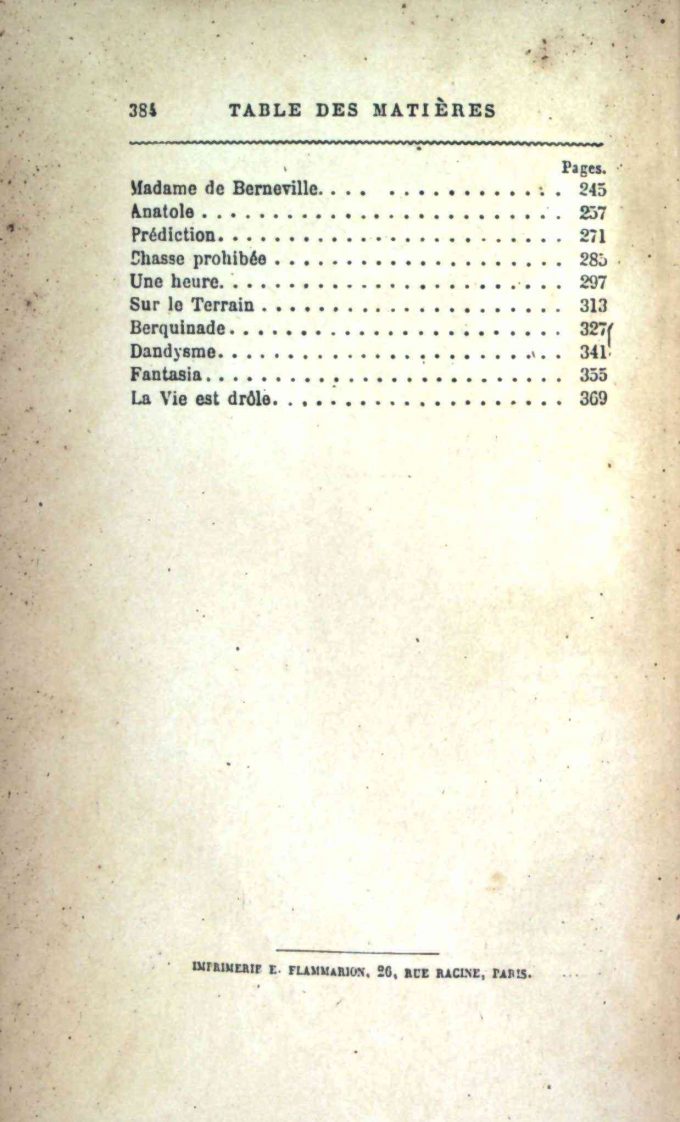 384 TABLE DES MATIÈRES
Pages.
Madame de Berneville. . . . . . . . . . . . . . . . . 245
Anatole . . . . . . . . . . . . . . . . . . . . . . . . . 257
Prédiction. . . . . . . . . . . . . . . . . . . . . . . . 271
Chasse prohibée . . . . . . . . . . . . . . . . . . . . 285
Une heure. . . . . . . . . . . . . . . . . . . . . . . . 297
Sur le Terrain . . . . . . . . . . . . . . . . . . . . . 313
Berquinade . . . . . . . . . . . . . . . . . . . . . . . 327
Dandysme. . . . . . . . . . . . . . . . . . . . . . . . 341
Fantasia . . . . . . . . . . . . . . . . . . . . . . . . . 355
La Vie est drôle. . . . . . . . . . . . . . . . . . . . 369
IMPRIMERIE E. FLAMMARION, 26, RUE RACINE, PARIS.